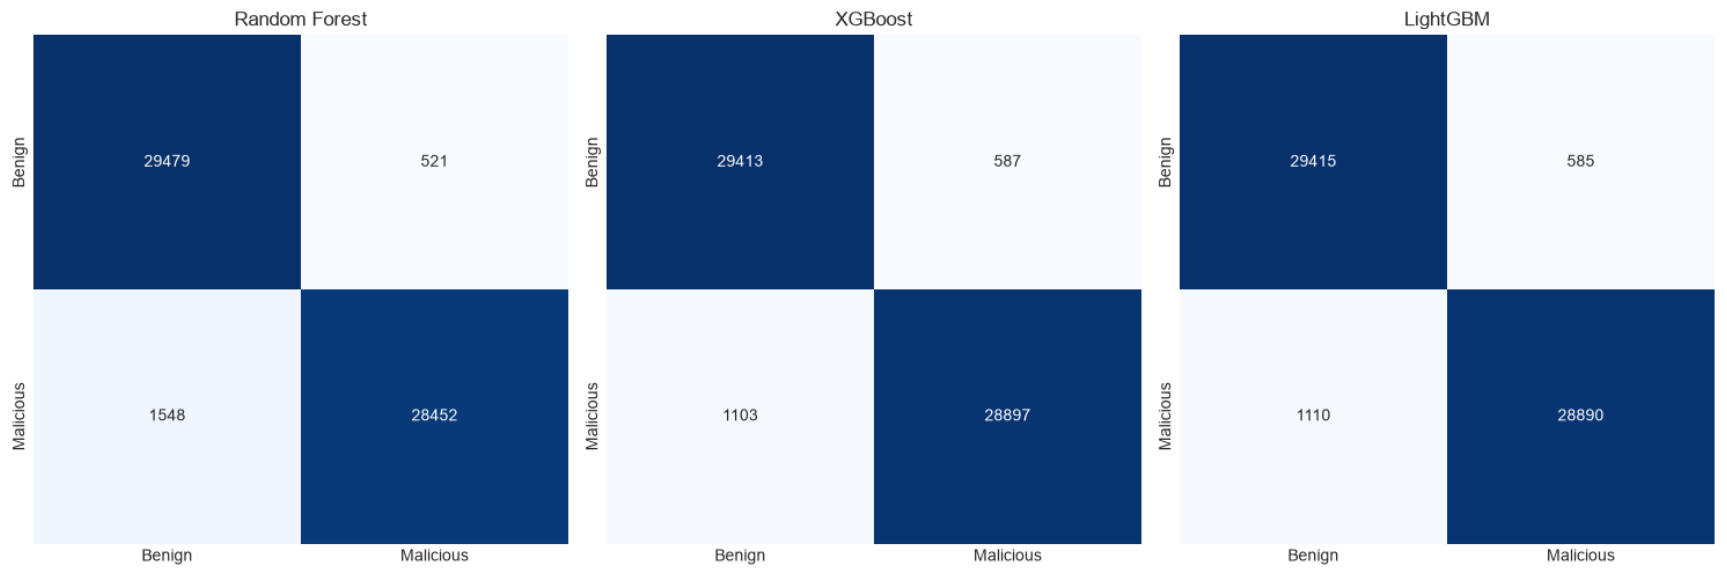 Random Forest
XGBoost
LightGBM
Benign
29479
521
Benign
29413
587
Benign
29415
585
Malicious
1548
28452
Malicious
1103
28897
Malicious
1110
28890
Benign
Malicious
Benign
Malicious
Benign
Malicious